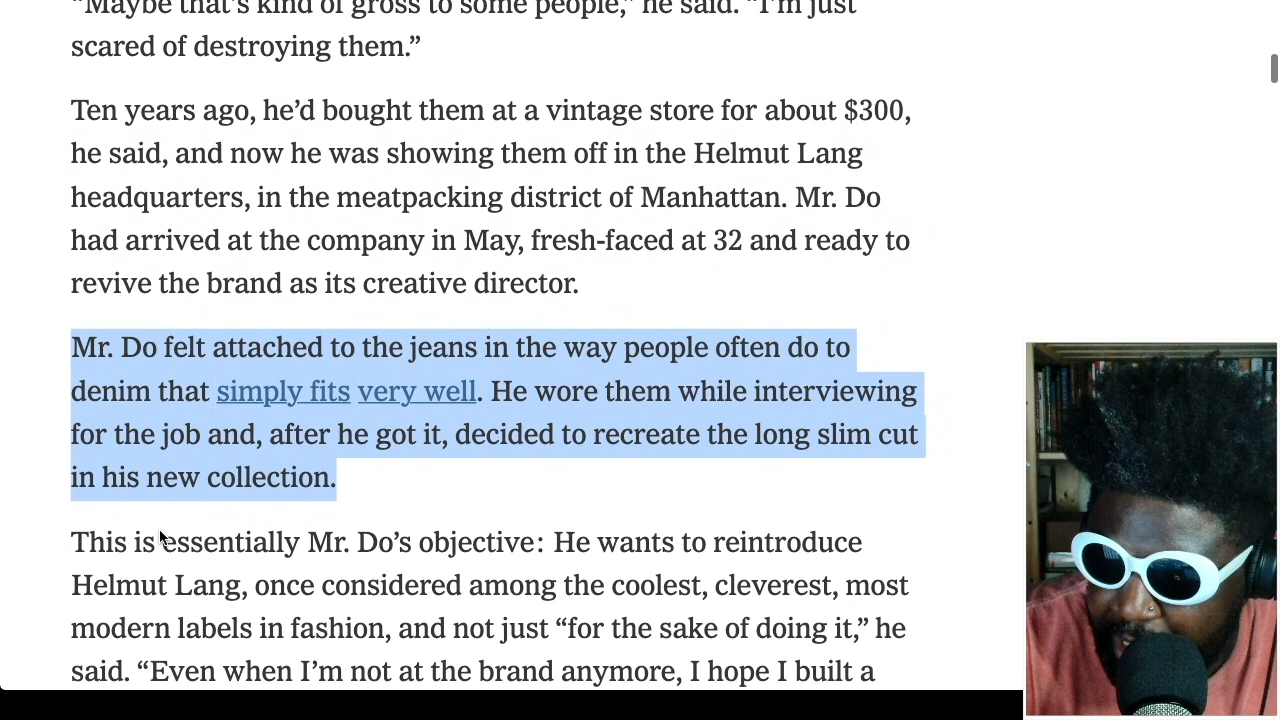 “Maybe that’s kind of gross to some people,” he said. “I’m just
scared of destroying them.”
Ten years ago, he’d bought them at a vintage store for about $300,
he said, and now he was showing them off in the Helmut Lang
headquarters, in the meatpacking district of Manhattan. Mr. Do
had arrived at the company in May, fresh-faced at 32 and ready to
revive the brand as its creative director.
Mr. Do felt attached to the jeans in the way people often do to
denim that simply fits very well. He wore them while interviewing
for the job and, after he got it, decided to recreate the long slim cut
in his new collection.
This is essentially Mr. Do’s objective: He wants to reintroduce
Helmut Lang, once considered among the coolest, cleverest, most
modern labels in fashion, and not just “for the sake of doing it,” he
said. “Even when I’m not at the brand anymore, I hope I built a